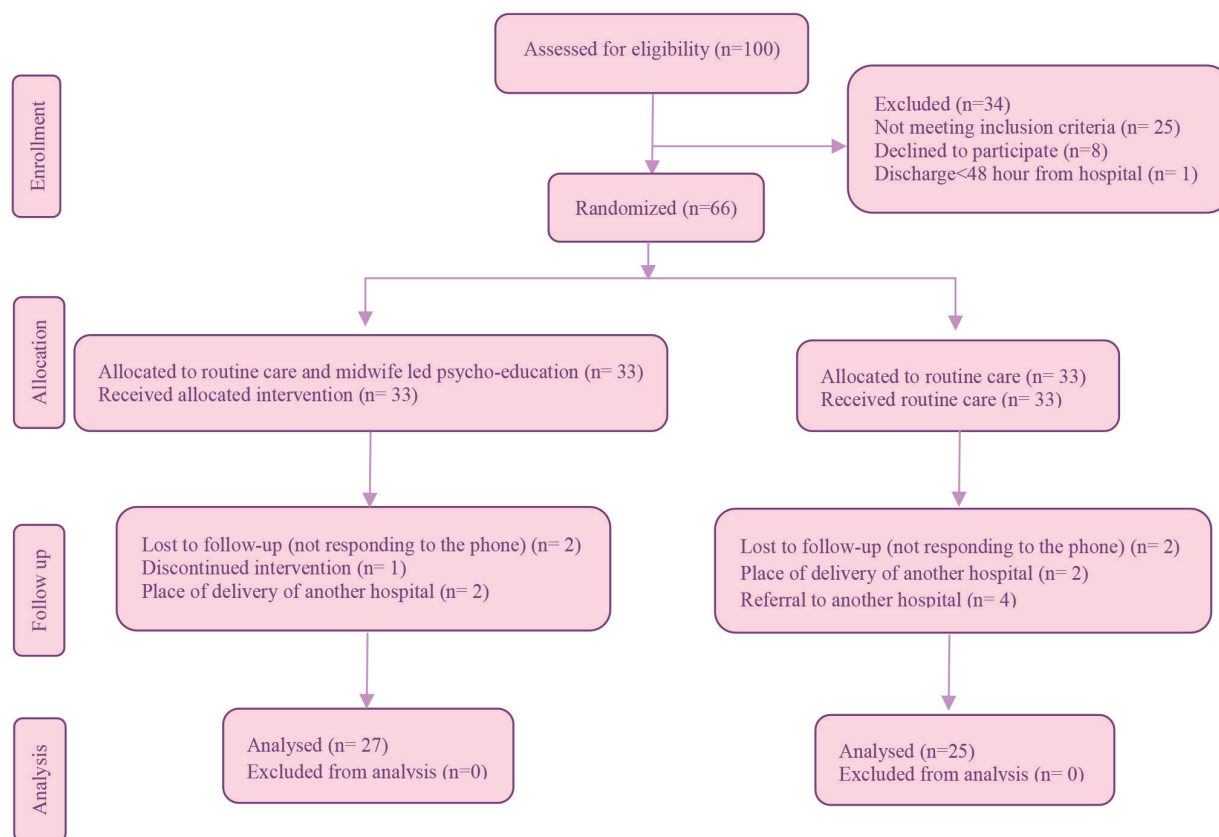 Assessed for eligibility (n=100)
Enrollment
Excluded (n=34)
Not meeting inclusion criteria (n= 25)
Declined to participate (n=8)
Discharge<48 hour from hospital (n= 1)
Randomized (n=66)
Allocation
Allocated to routine care and midwife led psycho-education (n= 33)
Received allocated intervention (n= 33)
Allocated to routine care (n= 33)
Received routine care (n= 33)
Follow up
Lost to follow-up (not responding to the phone) (n= 2)
Discontinued intervention (n= 1)
Place of delivery of another hospital (n= 2)
Lost to follow-up (not responding to the phone) (n= 2)
Place of delivery of another hospital (n= 2)
Referral to another hospital (n= 4)
Analysis
Analysed (n= 27)
Excluded from analysis (n=0)
Analysed (n=25)
Excluded from analysis (n= 0)